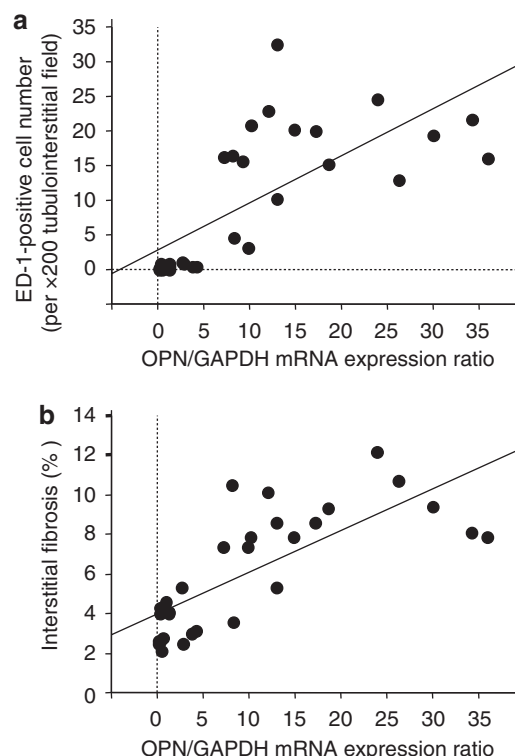 a
ED-1-positive cell number
(per ×200 tubulointerstitial field)
35
30
25
20
15
10
5
0
0 5 10 15 20 25 30 35
OPN/GAPDH mRNA expression ratio
b
Interstitial fibrosis (% )
14
12
10
8
6
4
2
0
0 5 10 15 20 25 30 35
OPN/GAPDH mRNA expression ratio